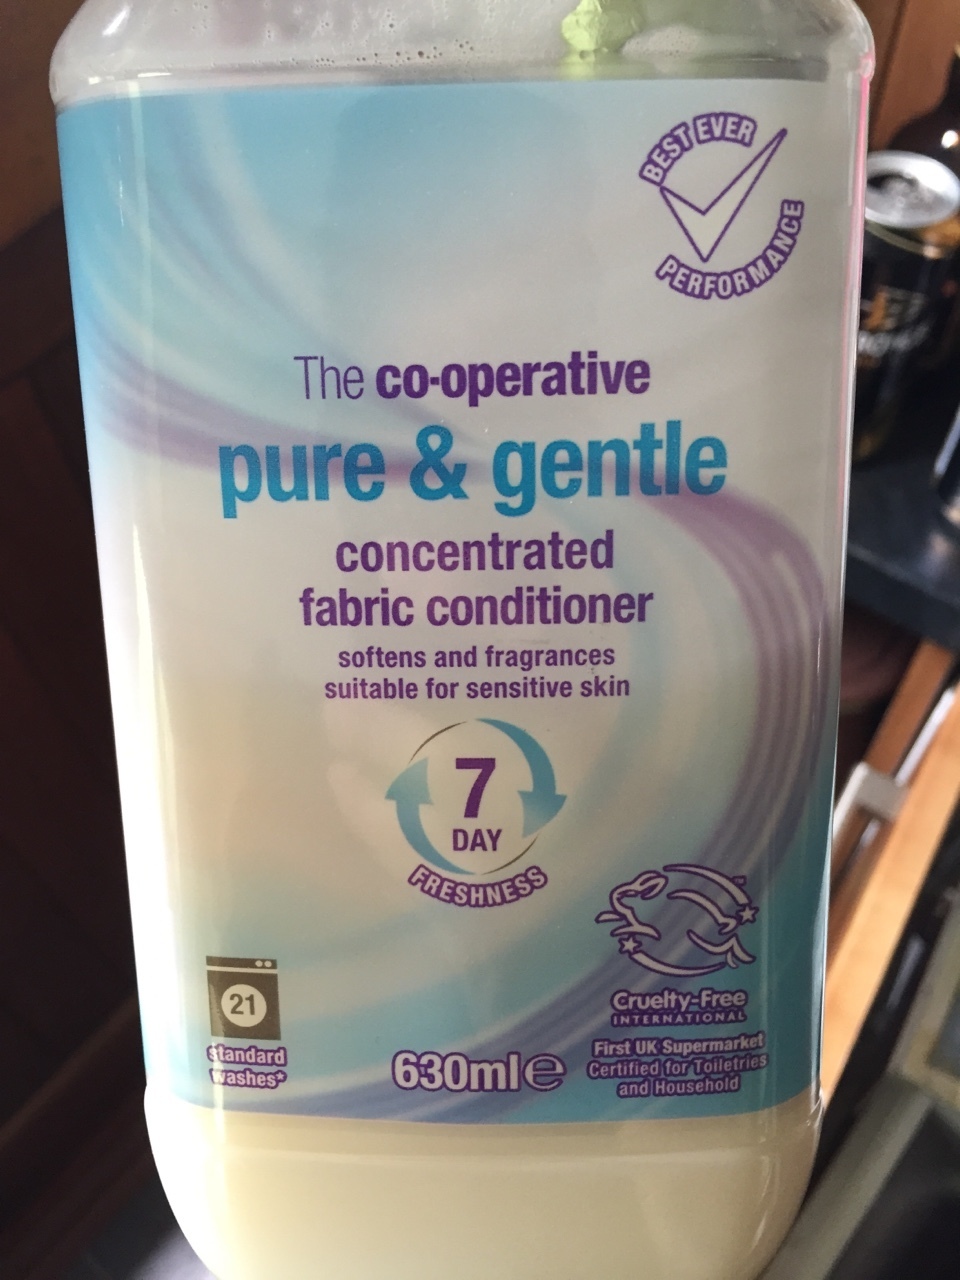 BEST EVER
PERFORMANCE
The co-operative
pure & gentle
concentrated
fabric conditioner
softens and fragrances
suitable for sensitive skin
7
DAY
FRESHNESS
21
standard
washes*
630ml℮
TM
Cruelty-Free
INTERNATIONAL
First UK Supermarket
Certified for Toiletries
and Household